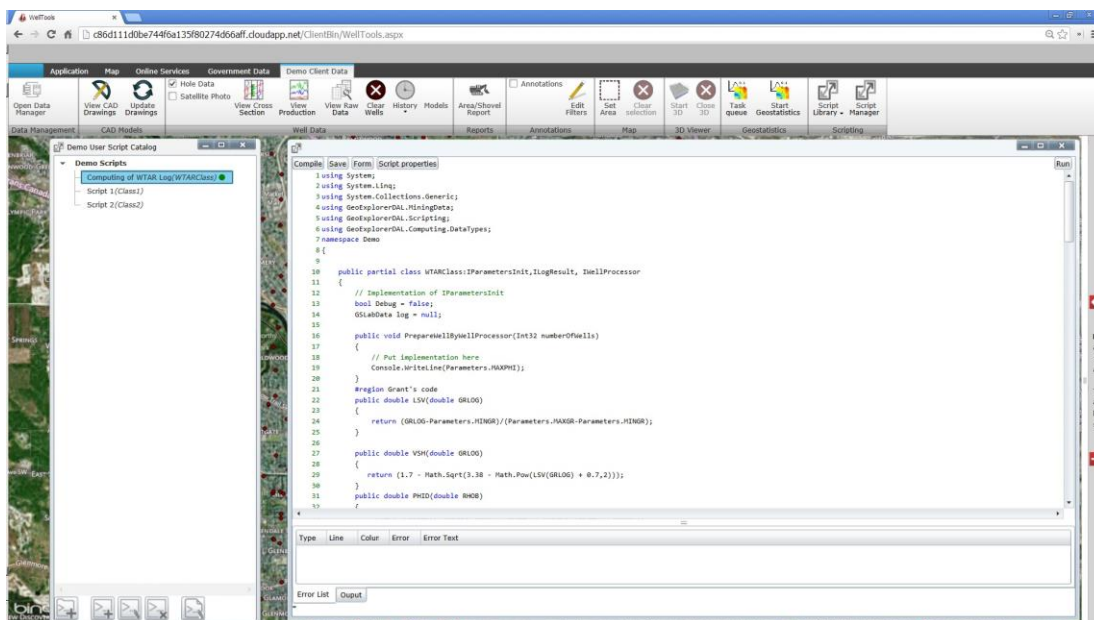 WellTools
c86d111d0be744f6a135f80274d66aff.cloudapp.net/ClientBin/WellTools.aspx
Application Map Online Services Government Data Demo Client Data
Open Data Manager
View CAD Drawings
Update Drawings
Hole Data
Satellite Photo
View Cross Section
View Production
View Raw Data
Clear Wells
History
Models
Area/Shovel Report
Annotations
Edit Filters
Set Area
Clear selection
Start 3D
Close 3D
Task queue
Start Geostatistics
Script Library
Script Manager
Data Management CAD Models Well Data Reports Annotations Map 3D Viewer Geostatistics Scripting
Demo User Script Catalog
Demo Scripts
Computing of WTAR Log(WTARClass)
Script 1(Class1)
Script 2(Class2)
Compile Save Form Script properties Run
1 using System;
2 using System.Linq;
3 using System.Collections.Generic;
4 using GeoExplorerDAL.MiningData;
5 using GeoExplorerDAL.Scripting;
6 using GeoExplorerDAL.Computing.DataTypes;
7 namespace Demo
8 {
9
10 public partial class WTARClass:IParametersInit,ILogResult, IWellProcessor
11 {
12 // Implementation of IParametersInit
13 bool Debug = false;
14 GSLabData log = null;
15
16 public void PrepareWellByWellProcessor(Int32 numberOfWells)
17 {
18 // Put implementation here
19 Console.WriteLine(Parameters.MAXPHI);
20 }
21 #region Grant's code
22 public double LSV(double GRLOG)
23 {
24 return (GRLOG-Parameters.MINGR)/(Parameters.MAXGR-Parameters.MINGR);
25 }
26
27 public double VSH(double GRLOG)
28 {
29 return (1.7 - Math.Sqrt(3.38 - Math.Pow(LSV(GRLOG) + 0.7,2)));
30 }
31 public double PHID(double RHOB)
32 {
Type Line Colur Error Error Text
Error List Ouput
bing